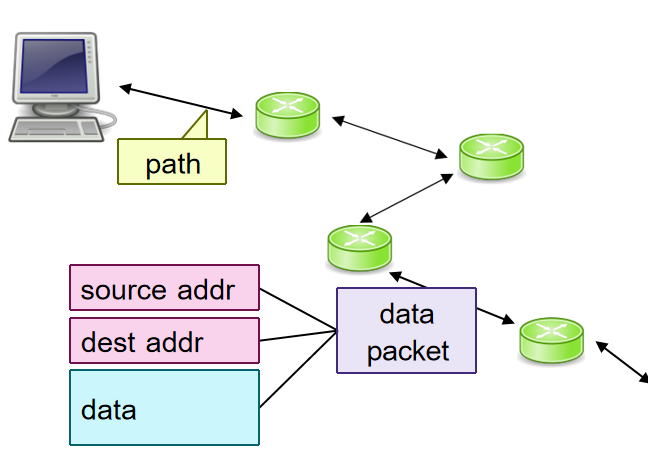 path
source addr
dest addr
data
data
packet